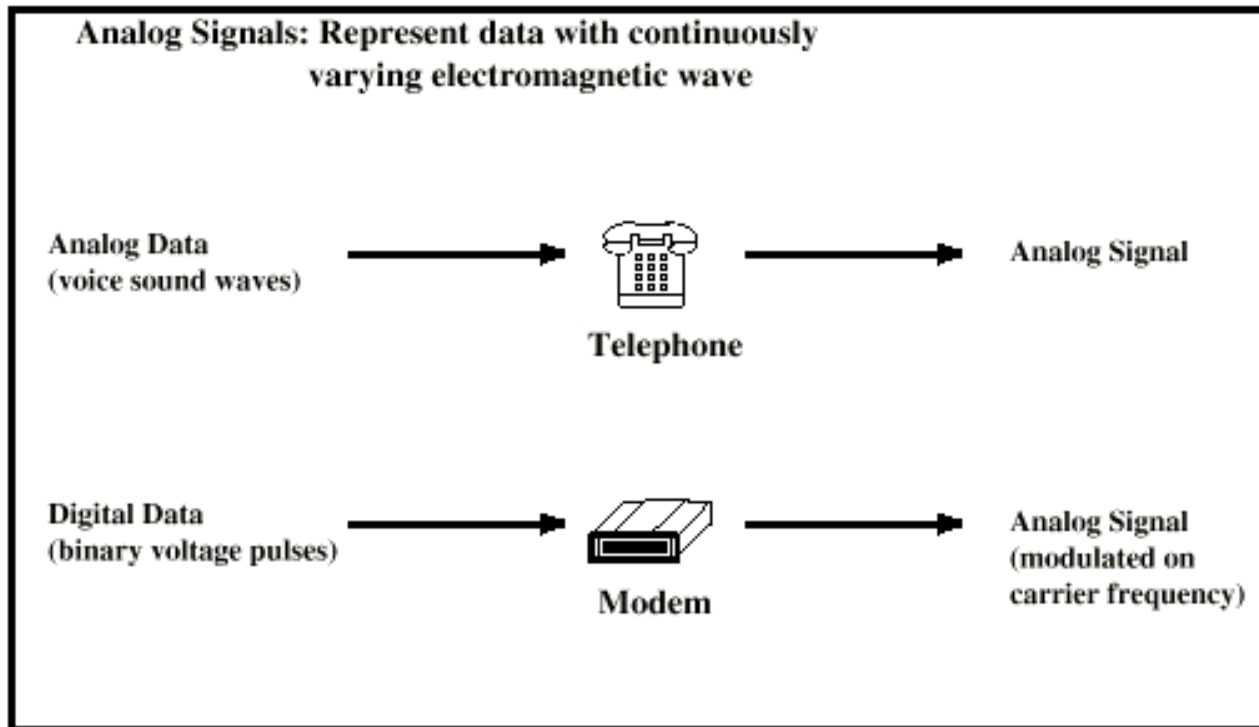 Analog Signals: Represent data with continuously
varying electromagnetic wave
Analog Data
(voice sound waves)
Telephone
Analog Signal
Digital Data
(binary voltage pulses)
Modem
Analog Signal
(modulated on
carrier frequency)